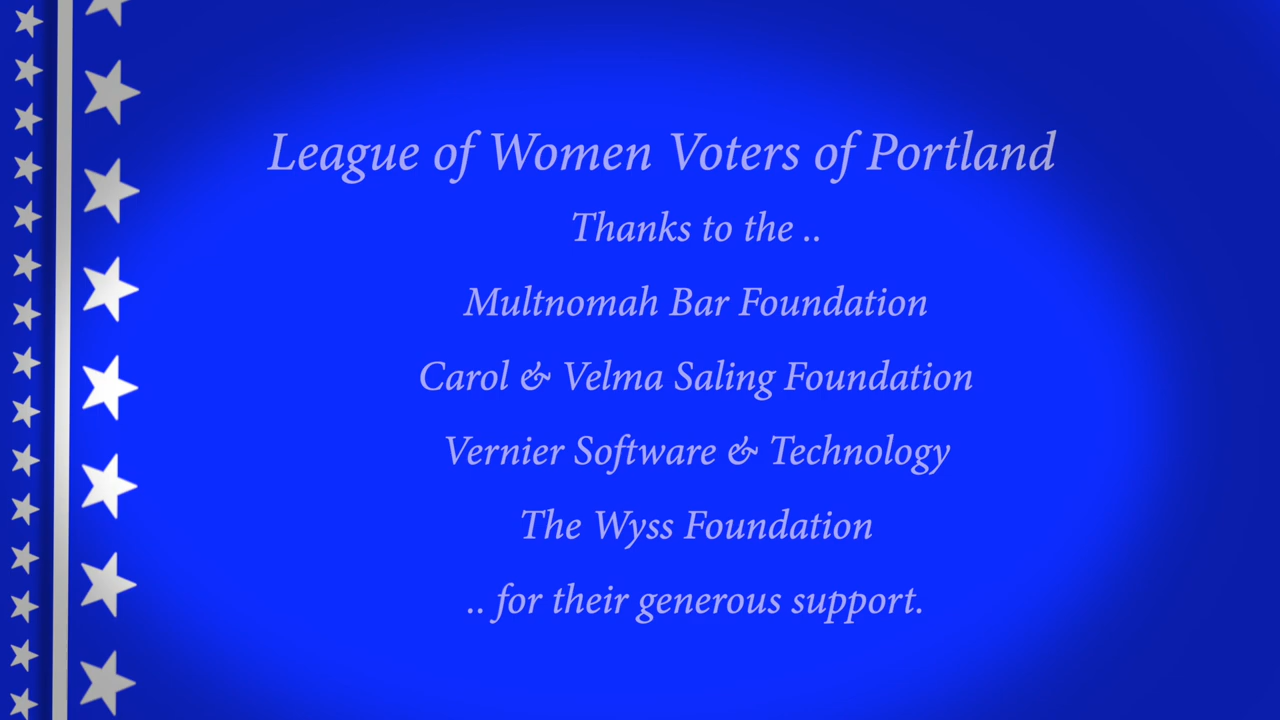 League of Women Voters of Portland
Thanks to the ..
Multnomah Bar Foundation
Carol & Velma Saling Foundation
Vernier Software & Technology
The Wyss Foundation
.. for their generous support.